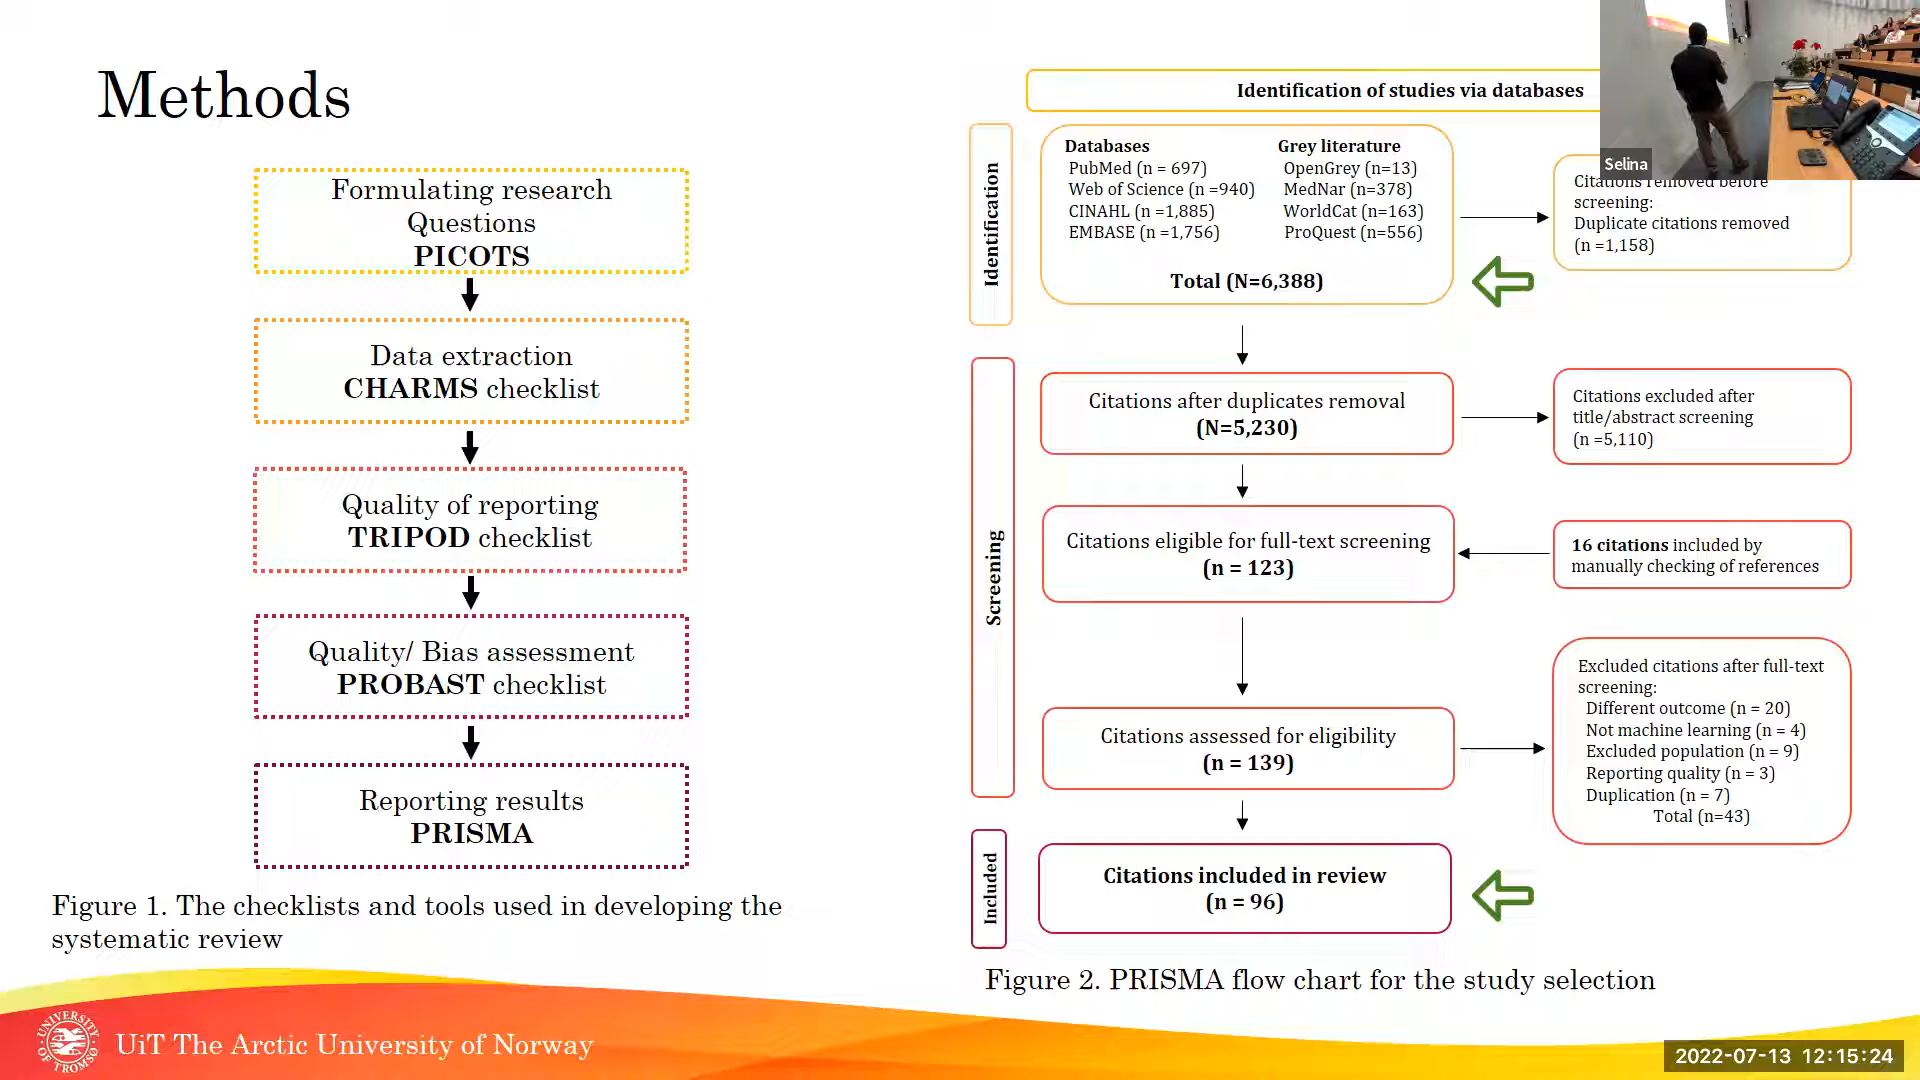 Methods
Formulating research
Questions
PICOTS
Data extraction
CHARMS checklist
Quality of reporting
TRIPOD checklist
Quality/ Bias assessment
PROBAST checklist
Reporting results
PRISMA
Figure 1. The checklists and tools used in developing the
systematic review
Identification of studies via databases
Identification
Databases
PubMed (n = 697)
Web of Science (n =940)
CINAHL (n =1,885)
EMBASE (n =1,756)
Grey literature
OpenGrey (n=13)
MedNar (n=378)
WorldCat (n=163)
ProQuest (n=556)
Total (N=6,388)
Citations removed before
screening:
Duplicate citations removed
(n =1,158)
Screening
Citations after duplicates removal
(N=5,230)
Citations excluded after
title/abstract screening
(n =5,110)
Citations eligible for full-text screening
(n = 123)
16 citations included by
manually checking of references
Citations assessed for eligibility
(n = 139)
Excluded citations after full-text
screening:
Different outcome (n = 20)
Not machine learning (n = 4)
Excluded population (n = 9)
Reporting quality (n = 3)
Duplication (n = 7)
Total (n=43)
Included
Citations included in review
(n = 96)
Figure 2. PRISMA flow chart for the study selection
Selina
UNIVERSITY
OF TROMSØ
UiT The Arctic University of Norway
2022-07-13 12:15:24